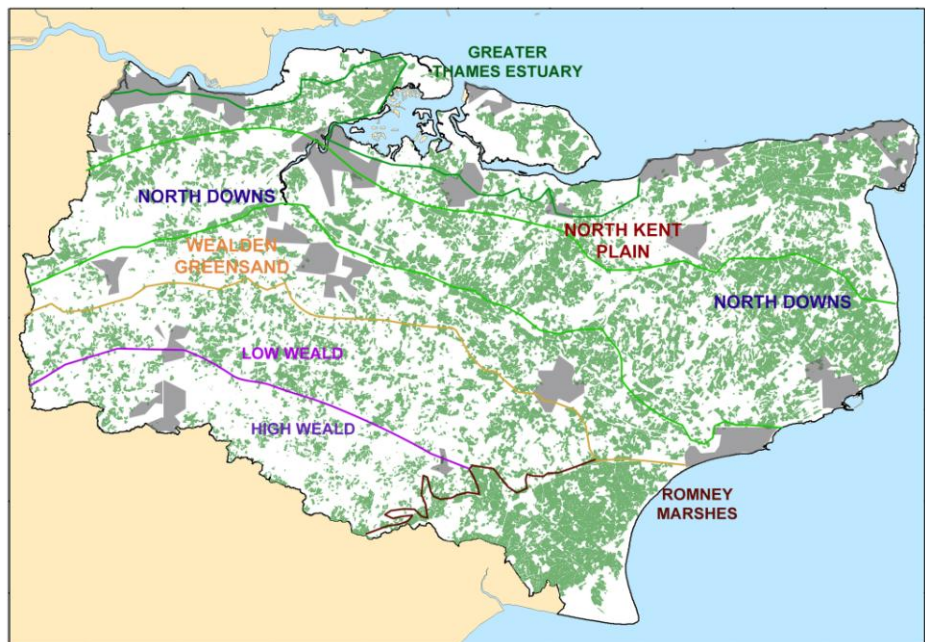 GREATER
THAMES ESTUARY
NORTH DOWNS
NORTH KENT
PLAIN
WEALDEN
GREENSAND
NORTH DOWNS
LOW WEALD
HIGH WEALD
ROMNEY
MARSHES